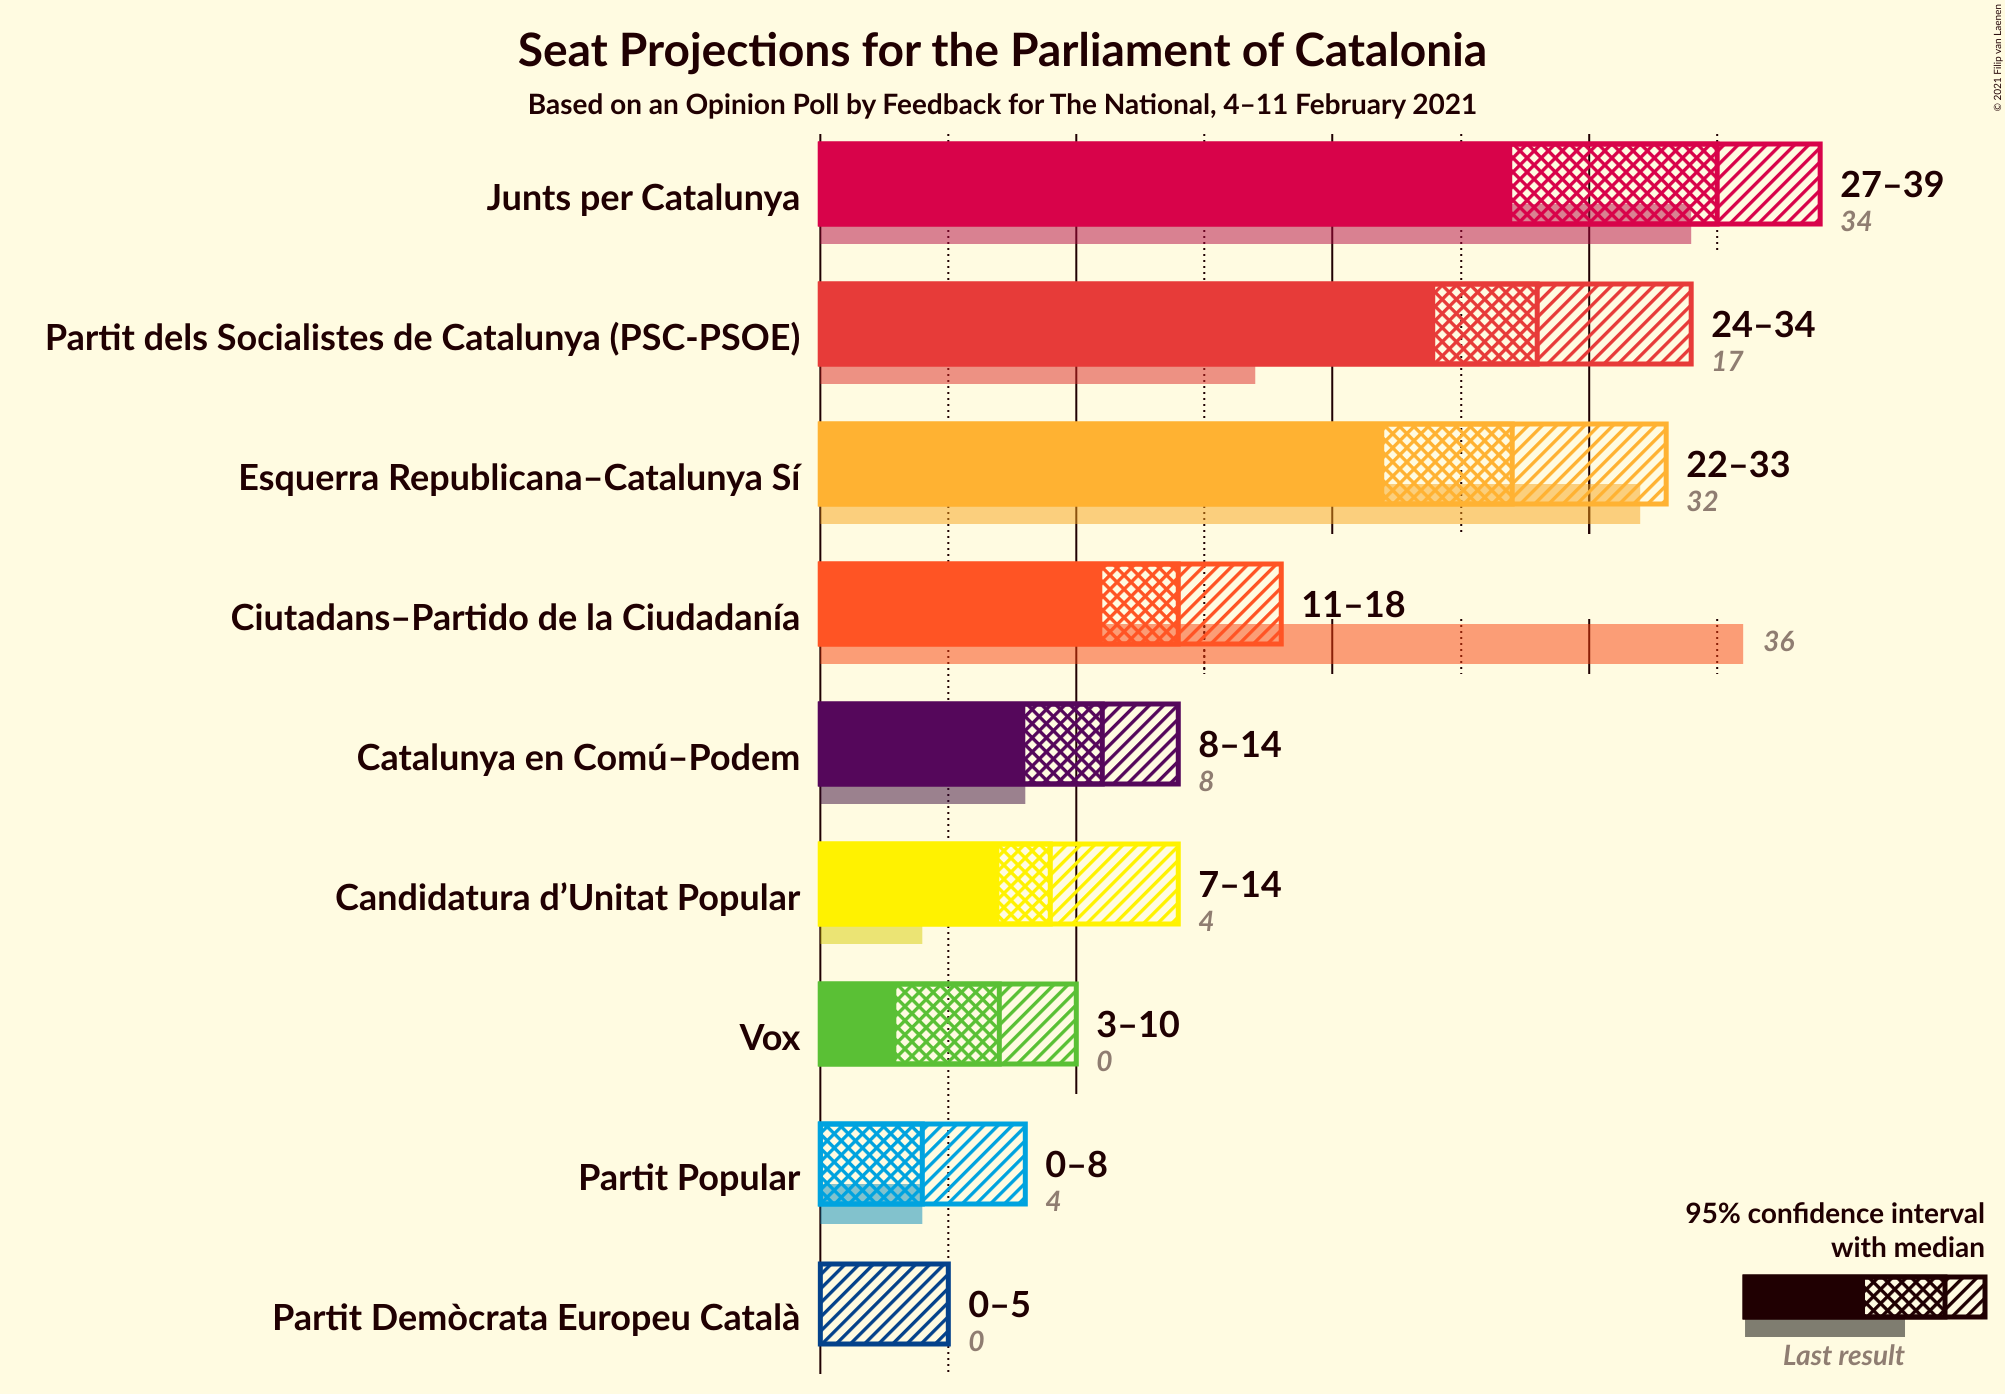 Seat Projections for the Parliament of Catalonia
Based on an Opinion Poll by Feedback for The National, 4–11 February 2021
© 2021 Filip van Laenen
Junts per Catalunya
27–39
34
Partit dels Socialistes de Catalunya (PSC-PSOE)
24–34
17
Esquerra Republicana–Catalunya Sí
22–33
32
Ciutadans–Partido de la Ciudadanía
11–18
36
Catalunya en Comú–Podem
8–14
8
Candidatura d’Unitat Popular
7–14
4
Vox
3–10
0
Partit Popular
0–8
4
Partit Demòcrata Europeu Català
0–5
0
95% confidence interval
with median
Last result